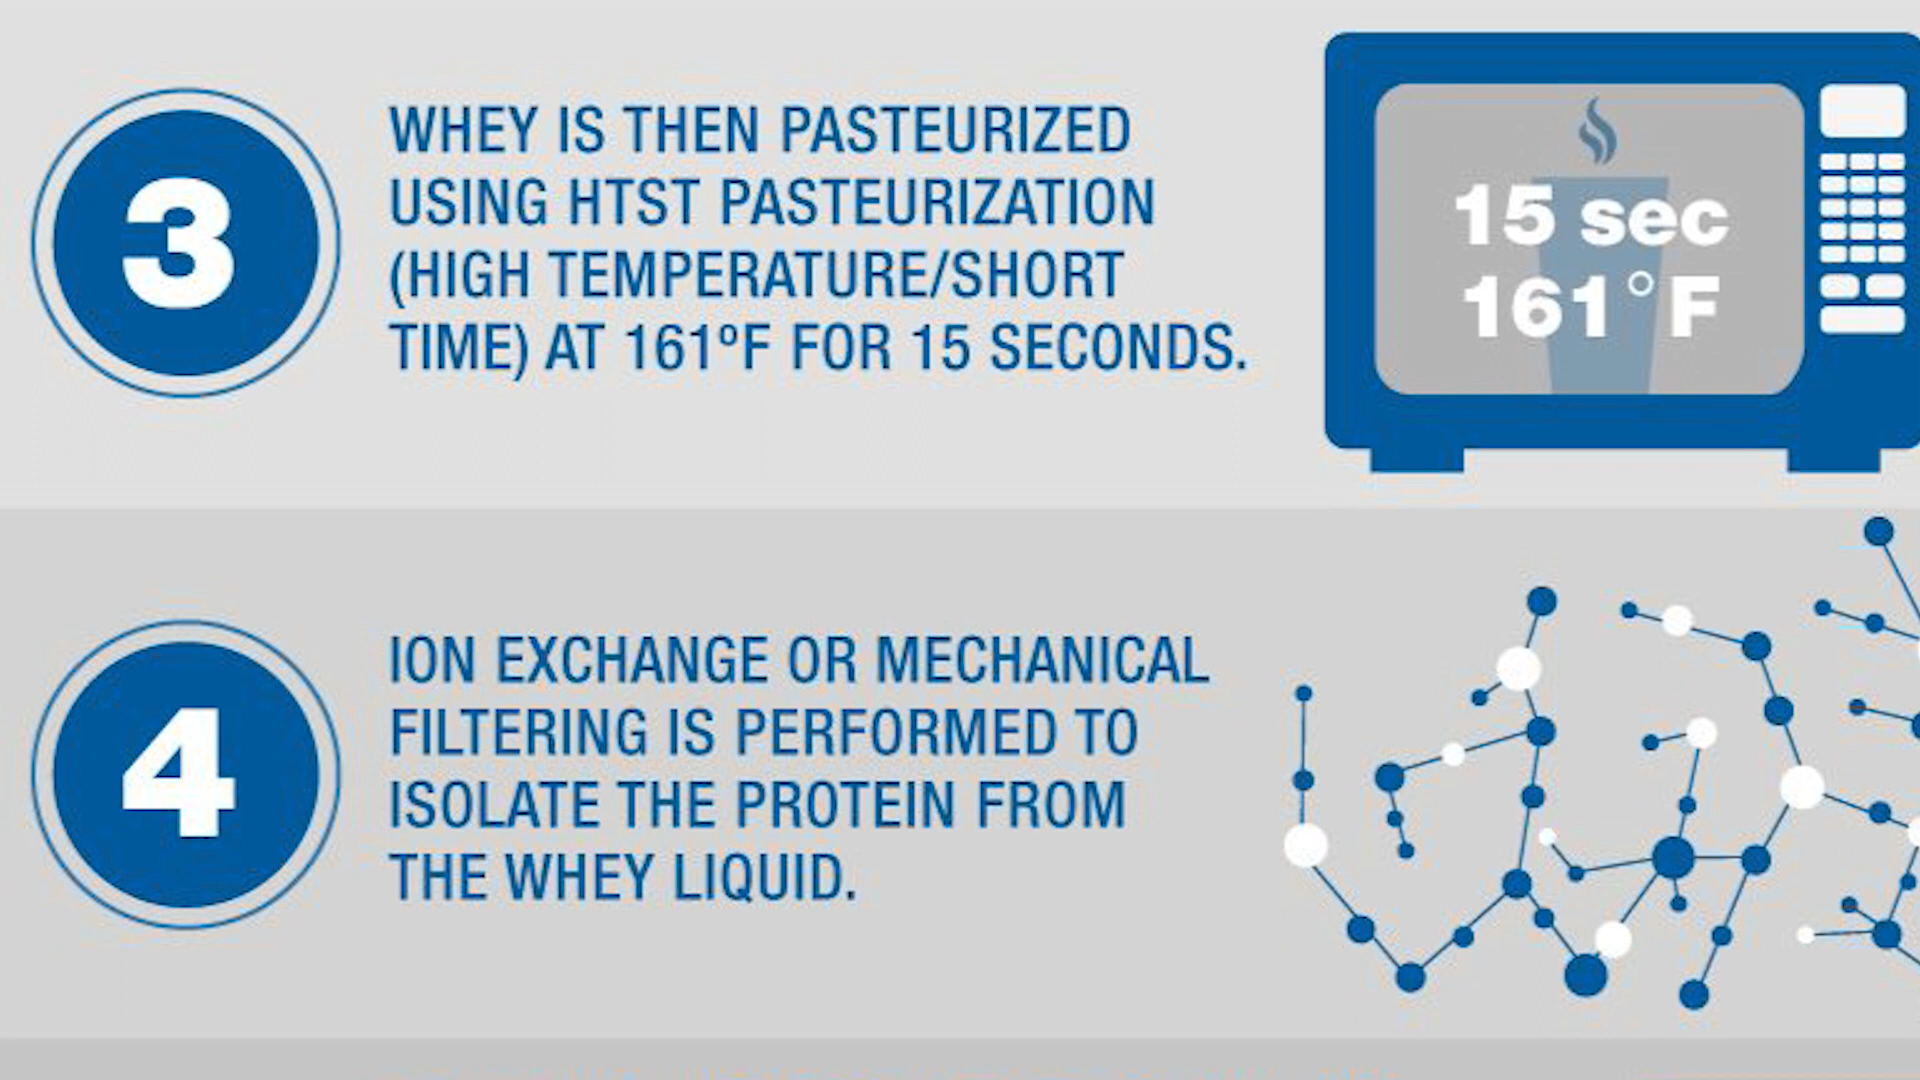 3
WHEY IS THEN PASTEURIZED
USING HTST PASTEURIZATION
(HIGH TEMPERATURE/SHORT
TIME) AT 161ºF FOR 15 SECONDS.
15 sec
161°F
4
ION EXCHANGE OR MECHANICAL
FILTERING IS PERFORMED TO
ISOLATE THE PROTEIN FROM
THE WHEY LIQUID.